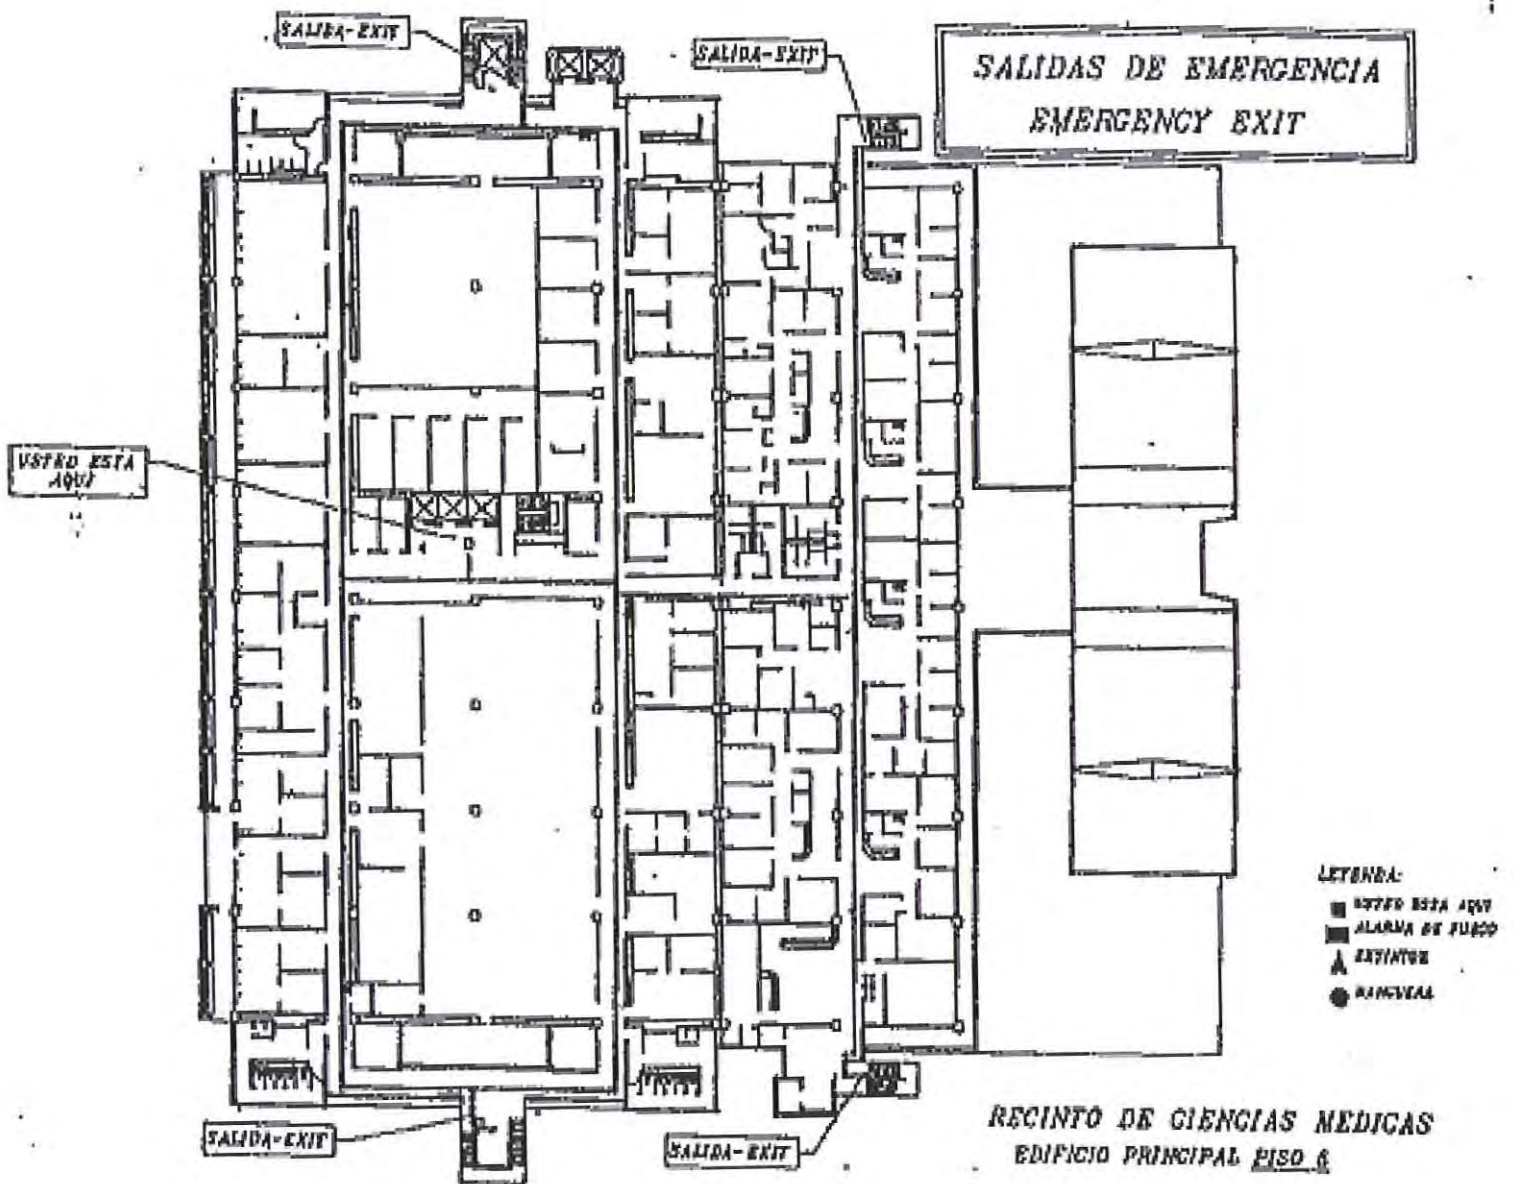 SALIDA-EXIT
SALIDA-EXIT
SALIDAS DE EMERGENCIA
EMERGENCY EXIT
USTED ESTA
AQUI
LEYENDA:
USTED ESTA AQUI
ALARMA DE FUEGO
EXTINTOR
MANGUERA
SALIDA-EXIT
SALIDA-EXIT
RECINTO DE CIENCIAS MEDICAS
EDIFICIO PRINCIPAL PISO 6